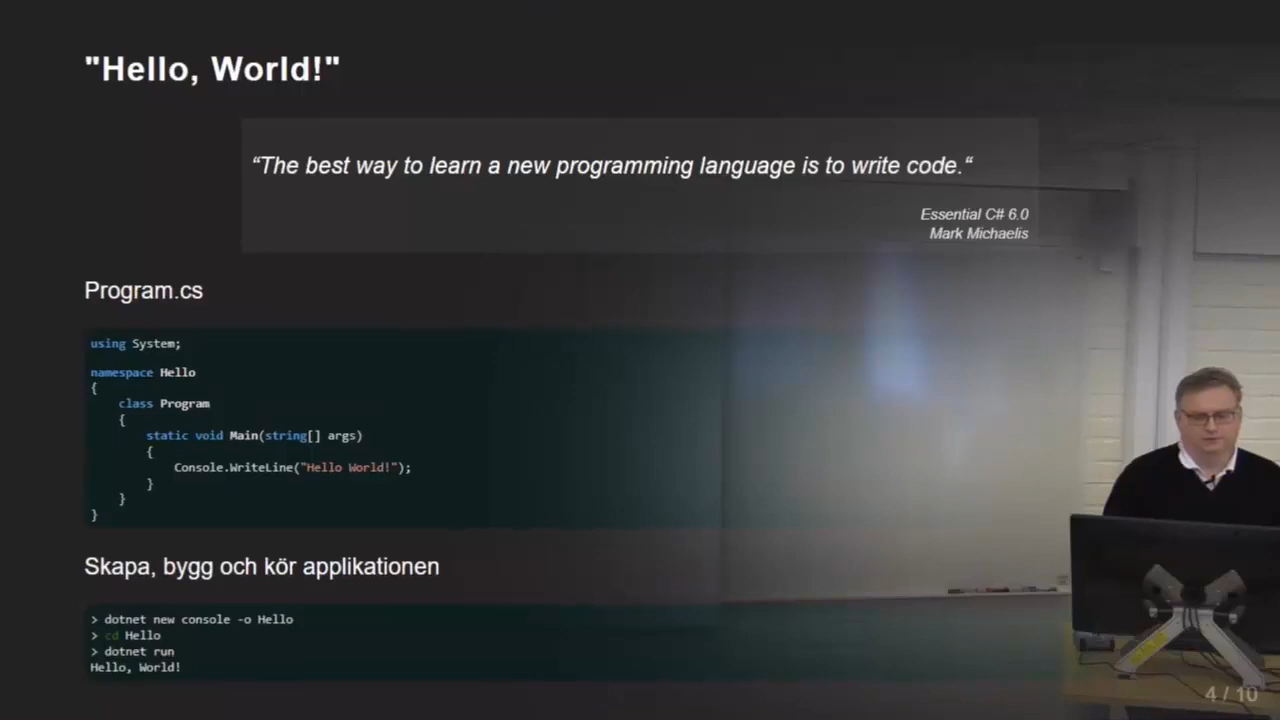 "Hello, World!"
“The best way to learn a new programming language is to write code.“
Essential C# 6.0
Mark Michaelis
Program.cs
using System;
namespace Hello
{
    class Program
    {
        static void Main(string[] args)
        {
            Console.WriteLine("Hello World!");
        }
    }
}
Skapa, bygg och kör applikationen
> dotnet new console -o Hello
> cd Hello
> dotnet run
Hello, World!
4 / 10